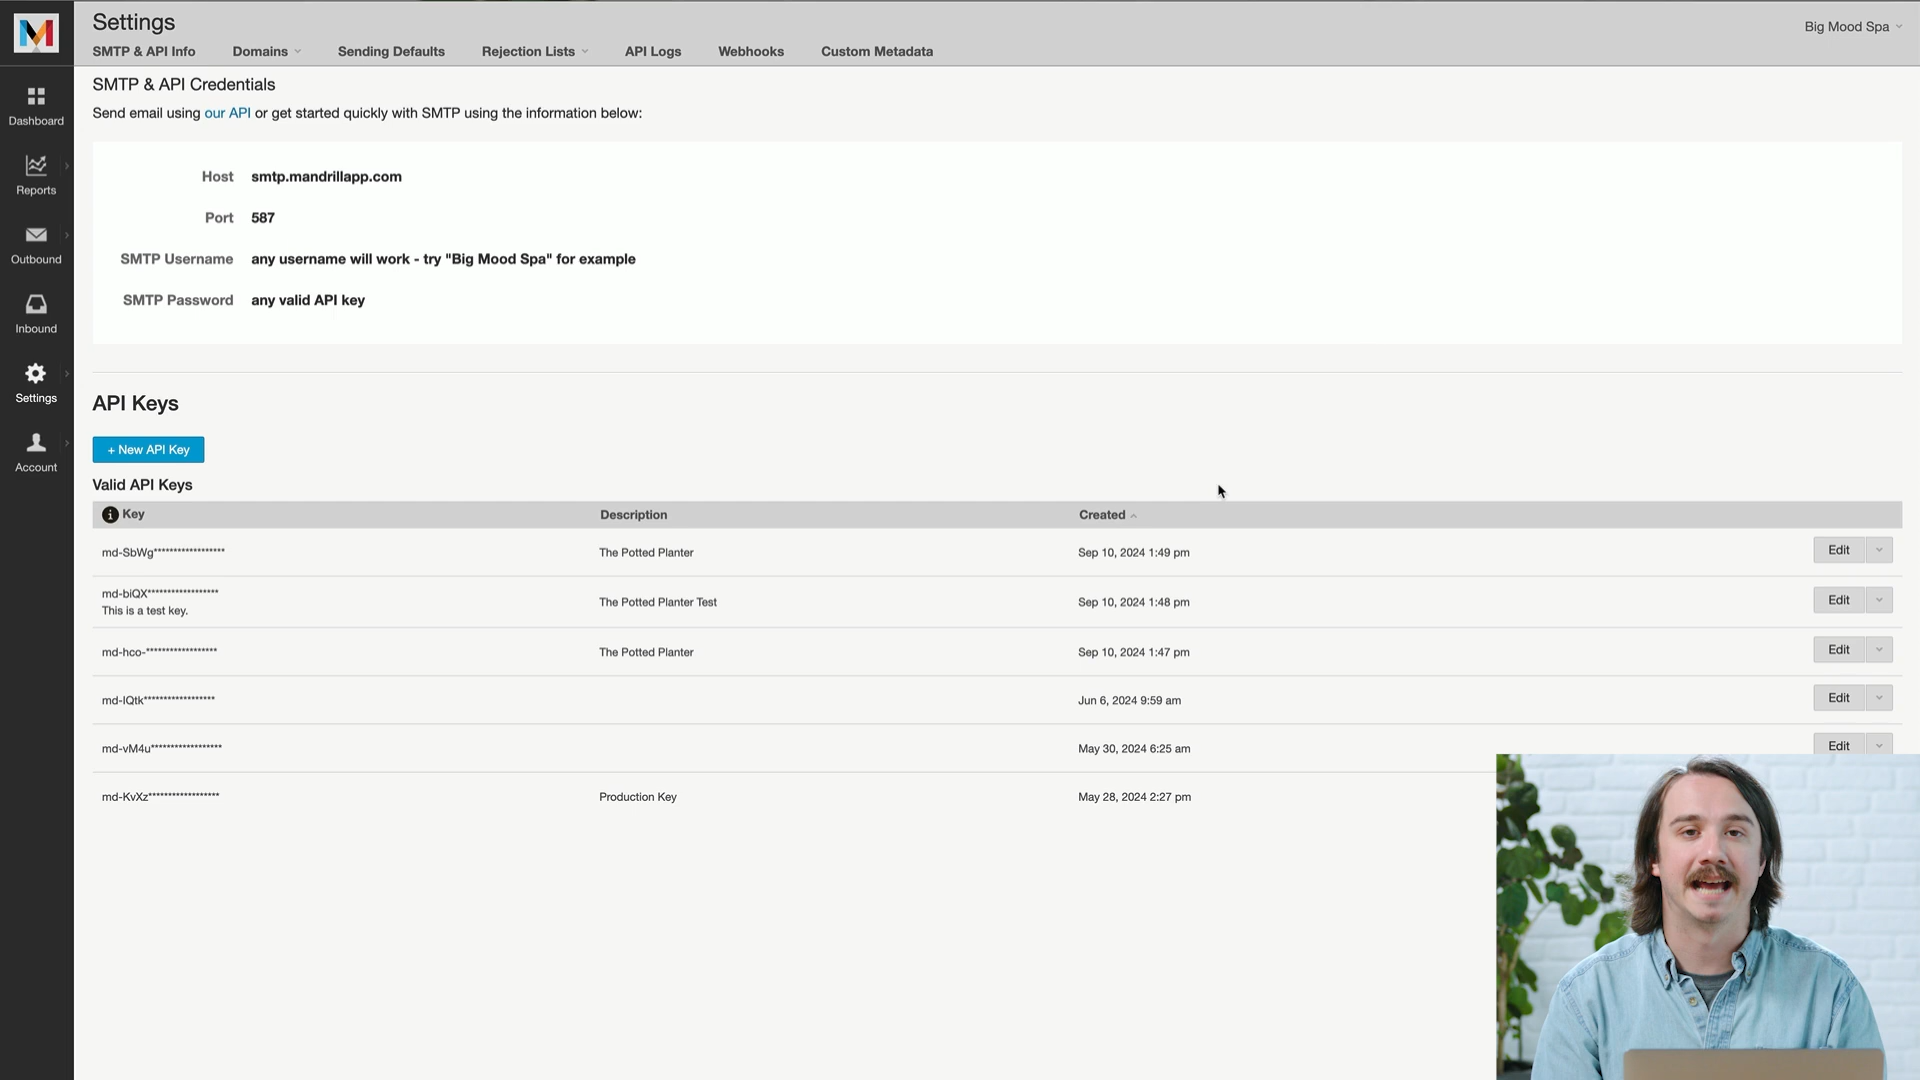 Settings
Big Mood Spa
SMTP & API Info
Domains
Sending Defaults
Rejection Lists
API Logs
Webhooks
Custom Metadata
SMTP & API Credentials
Send email using our API or get started quickly with SMTP using the information below:
Dashboard
Reports
Outbound
Inbound
Settings
Account
Host smtp.mandrillapp.com
Port 587
SMTP Username any username will work - try "Big Mood Spa" for example
SMTP Password any valid API key
API Keys
+ New API Key
Valid API Keys
Key Description Created
md-SbWg****************** The Potted Planter Sep 10, 2024 1:49 pm Edit
md-biQX****************** The Potted Planter Test Sep 10, 2024 1:48 pm Edit
This is a test key.
md-hco-****************** The Potted Planter Sep 10, 2024 1:47 pm Edit
md-lQtk****************** Jun 6, 2024 9:59 am Edit
md-vM4u****************** May 30, 2024 6:25 am Edit
md-KvXz****************** Production Key May 28, 2024 2:27 pm